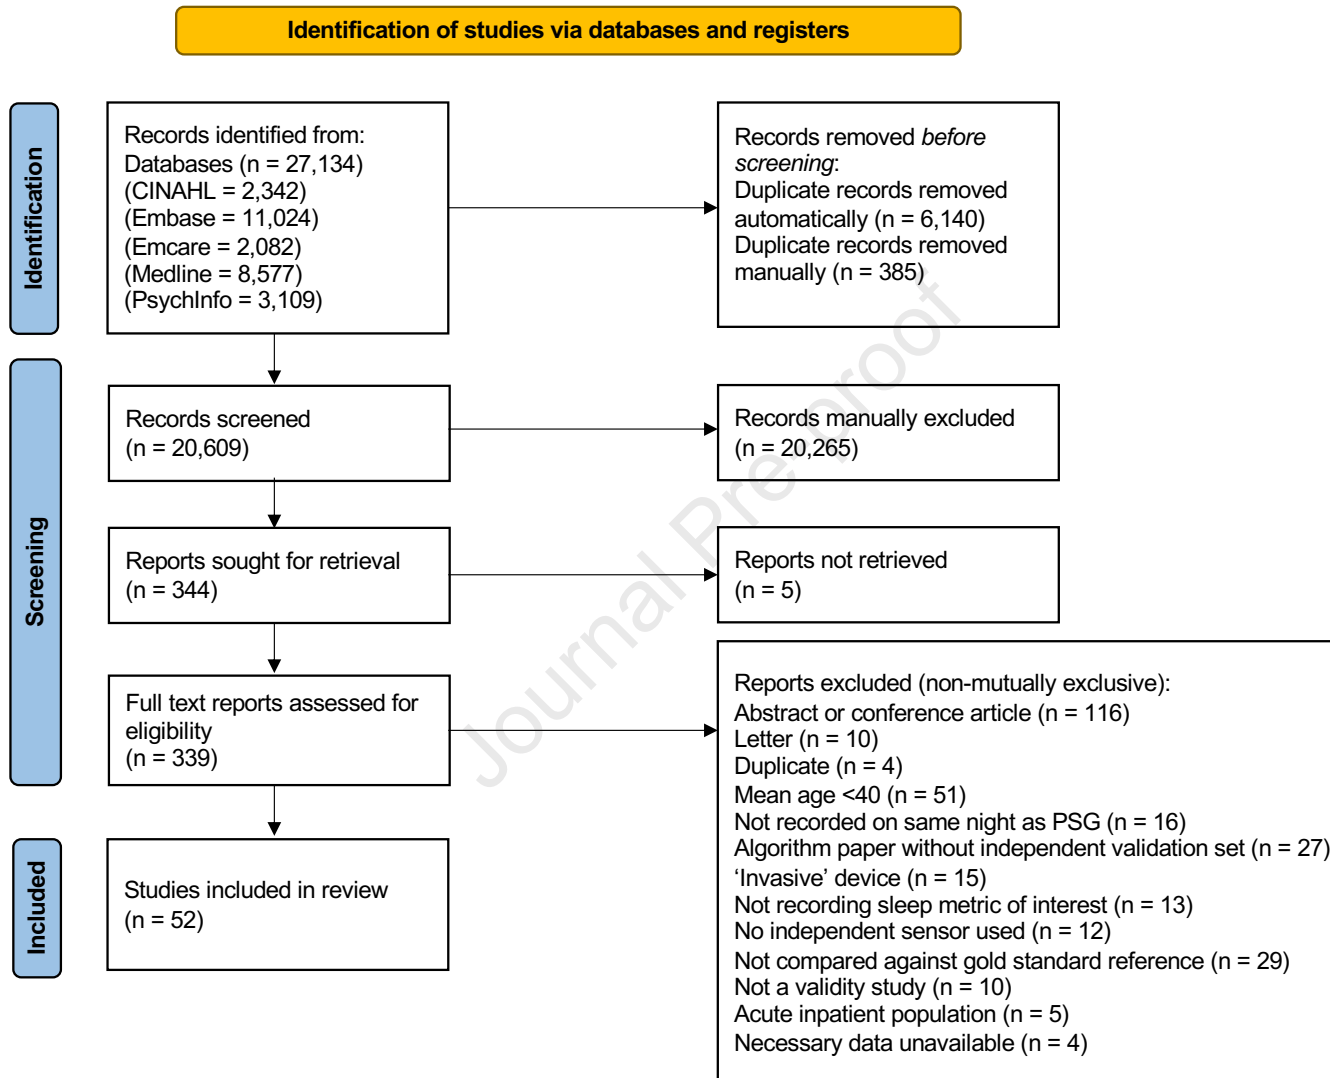 Identification of studies via databases and registers
Identification
Records identified from:
Databases (n = 27,134)
(CINAHL = 2,342)
(Embase = 11,024)
(Emcare = 2,082)
(Medline = 8,577)
(PsychInfo = 3,109)
Records removed before
screening:
Duplicate records removed
automatically (n = 6,140)
Duplicate records removed
manually (n = 385)
Screening
Records screened
(n = 20,609)
Records manually excluded
(n = 20,265)
Reports sought for retrieval
(n = 344)
Reports not retrieved
(n = 5)
Full text reports assessed for
eligibility
(n = 339)
Reports excluded (non-mutually exclusive):
Abstract or conference article (n = 116)
Letter (n = 10)
Duplicate (n = 4)
Mean age <40 (n = 51)
Not recorded on same night as PSG (n = 16)
Algorithm paper without independent validation set (n = 27)
‘Invasive’ device (n = 15)
Not recording sleep metric of interest (n = 13)
No independent sensor used (n = 12)
Not compared against gold standard reference (n = 29)
Not a validity study (n = 10)
Acute inpatient population (n = 5)
Necessary data unavailable (n = 4)
Included
Studies included in review
(n = 52)
Journal Pre-proof